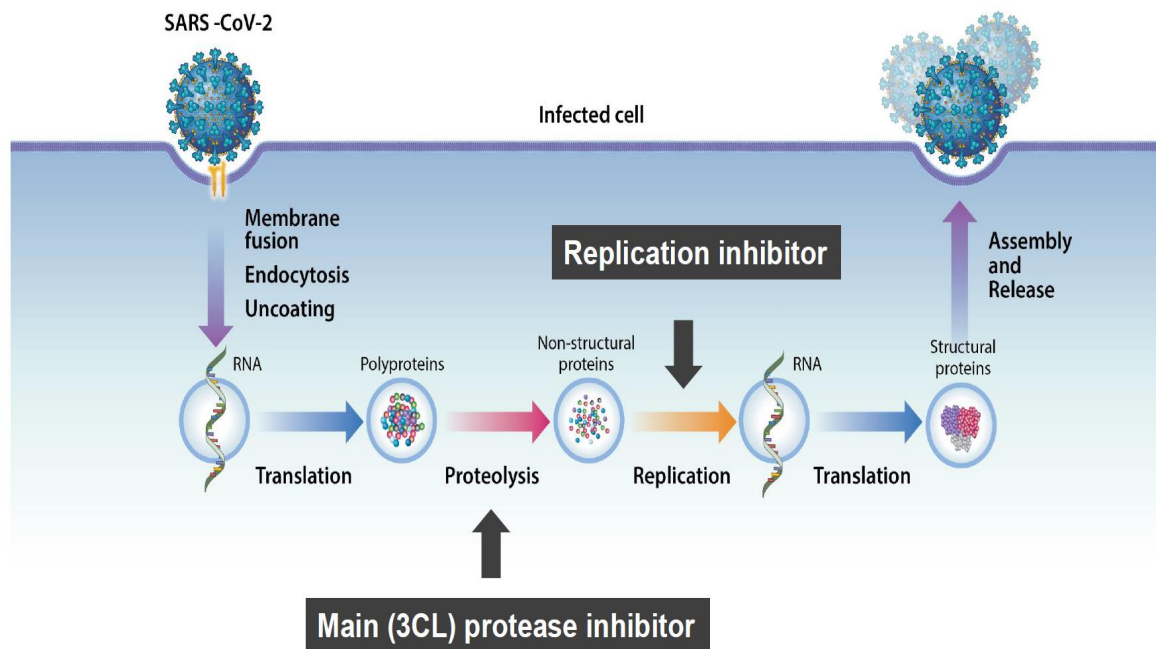 SARS -CoV-2
Infected cell
Membrane
fusion
Endocytosis
Uncoating
Replication inhibitor
Assembly
and
Release
RNA
Polyproteins
Non-structural
proteins
RNA
Structural
proteins
Translation
Proteolysis
Replication
Translation
Main (3CL) protease inhibitor